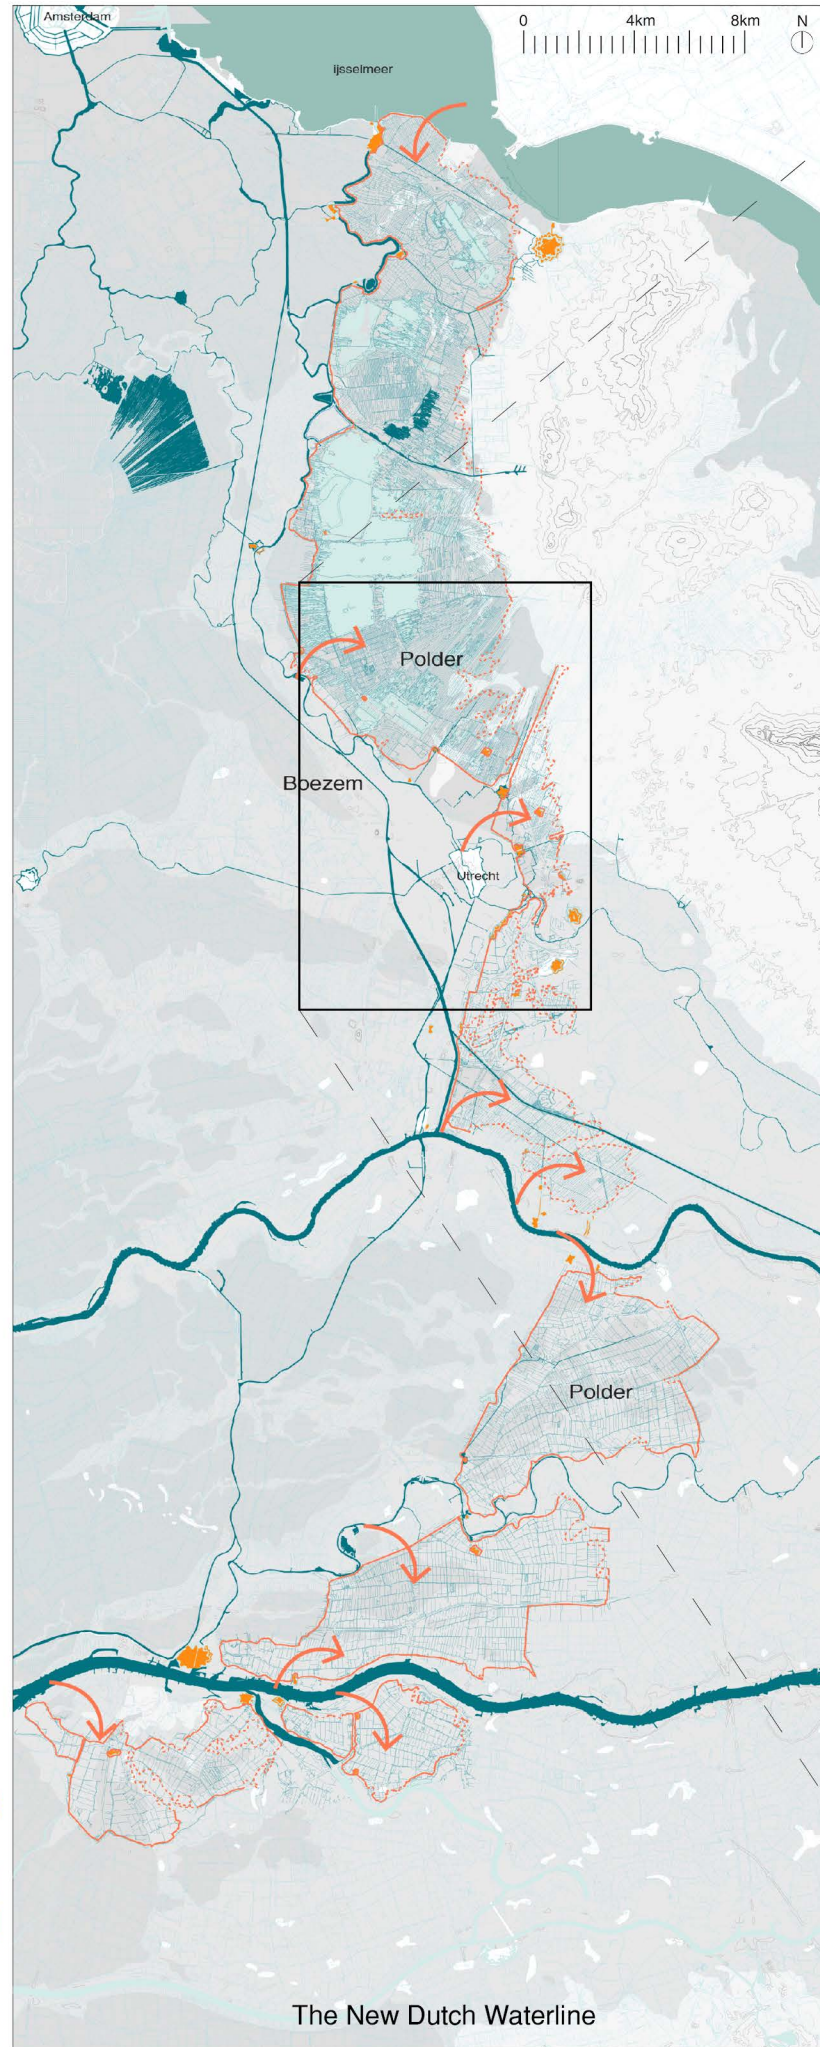 Amsterdam
0 4km 8km N
ijsselmeer
Polder
Boezem
Utrecht
Polder
The New Dutch Waterline